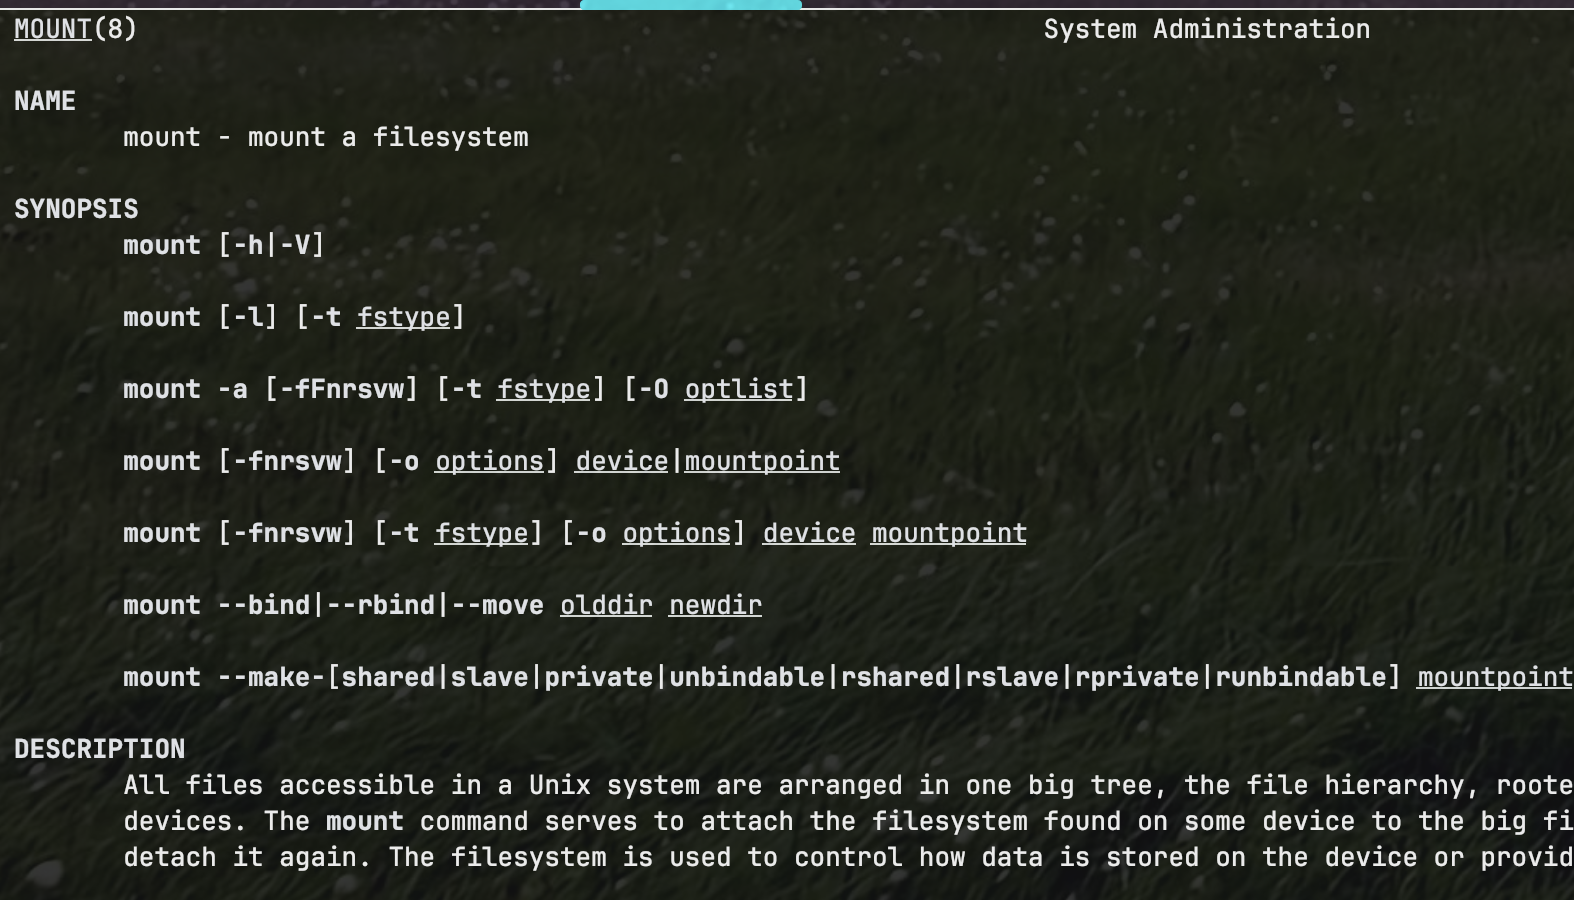 MOUNT(8) System Administration
NAME
mount - mount a filesystem
SYNOPSIS
mount [-h|-V]
mount [-l] [-t fstype]
mount -a [-fFnrsvw] [-t fstype] [-O optlist]
mount [-fnrsvw] [-o options] device|mountpoint
mount [-fnrsvw] [-t fstype] [-o options] device mountpoint
mount --bind|--rbind|--move olddir newdir
mount --make-[shared|slave|private|unbindable|rshared|rslave|rprivate|runbindable] mountpoint
DESCRIPTION
All files accessible in a Unix system are arranged in one big tree, the file hierarchy, roote
devices. The mount command serves to attach the filesystem found on some device to the big fi
detach it again. The filesystem is used to control how data is stored on the device or provid